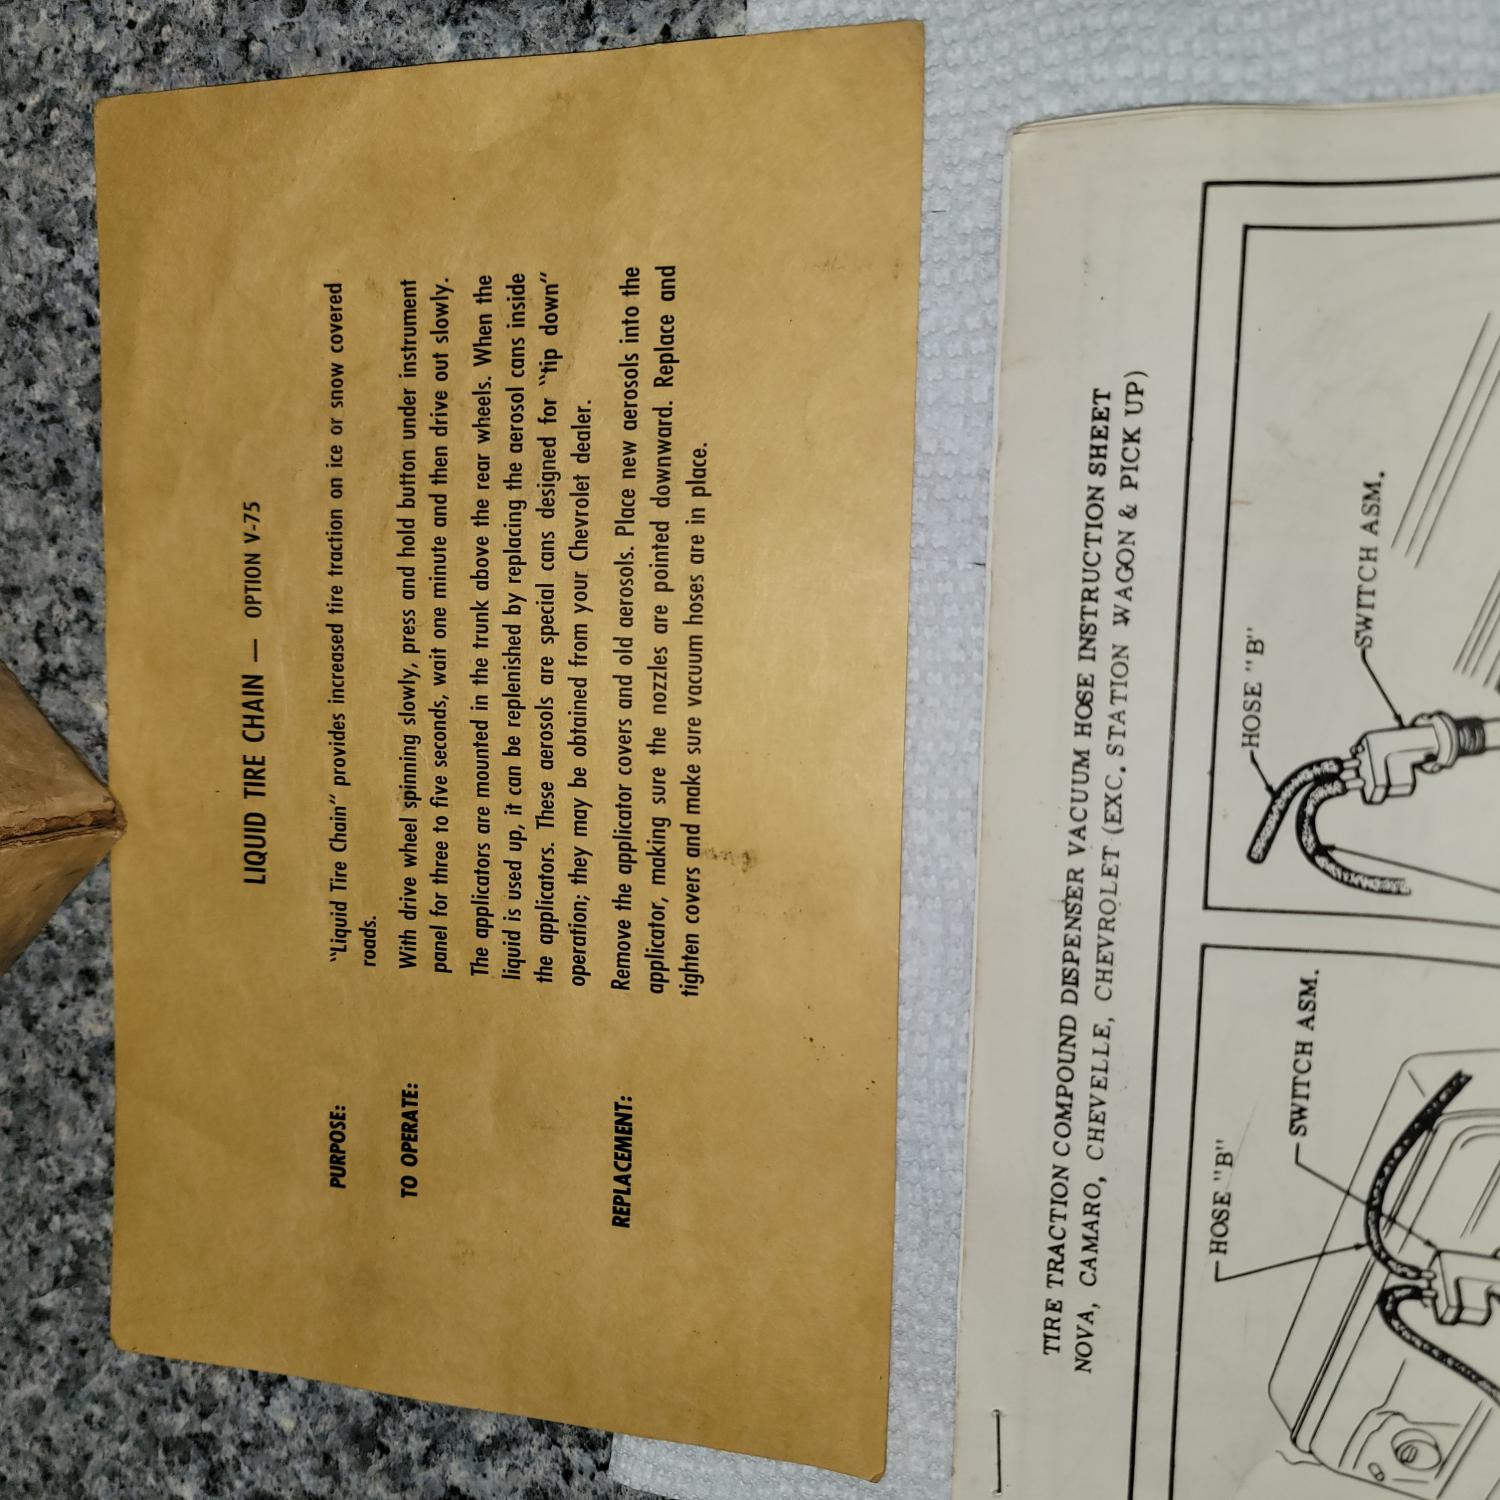 LIQUID TIRE CHAIN — OPTION V-75
PURPOSE: "Liquid Tire Chain" provides increased tire traction on ice or snow covered
roads.
TO OPERATE: With drive wheel spinning slowly, press and hold button under instrument
panel for three to five seconds, wait one minute and then drive out slowly.
The applicators are mounted in the trunk above the rear wheels. When the
liquid is used up, it can be replenished by replacing the aerosol cans inside
the applicators. These aerosols are special cans designed for "tip down"
operation; they may be obtained from your Chevrolet dealer.
REPLACEMENT: Remove the applicator covers and old aerosols. Place new aerosols into the
applicator, making sure the nozzles are pointed downward. Replace and
tighten covers and make sure vacuum hoses are in place.
TIRE TRACTION COMPOUND DISPENSER VACUUM HOSE INSTRUCTION SHEET
NOVA, CAMARO, CHEVELLE, CHEVROLET (EXC. STATION WAGON & PICK UP)
HOSE "B"
SWITCH ASM.
HOSE "B"
SWITCH ASM.